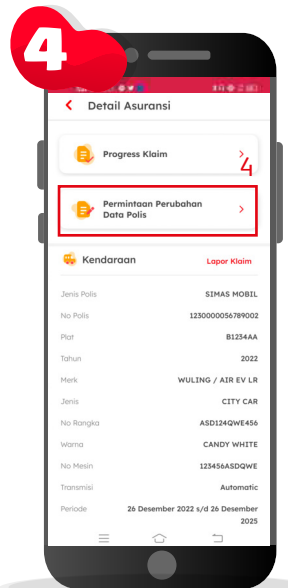 4
Detail Asuransi
Progress Klaim
4
Permintaan Perubahan
Data Polis
Kendaraan Lapor Klaim
Jenis Polis SIMAS MOBIL
No Polis 1230000056789002
Plat B1234AA
Tahun 2022
Merk WULING / AIR EV LR
Jenis CITY CAR
No Rangka ASD124QWE456
Warna CANDY WHITE
No Mesin 123456ASDQWE
Transmisi Automatic
Periode 26 Desember 2022 s/d 26 Desember
2025